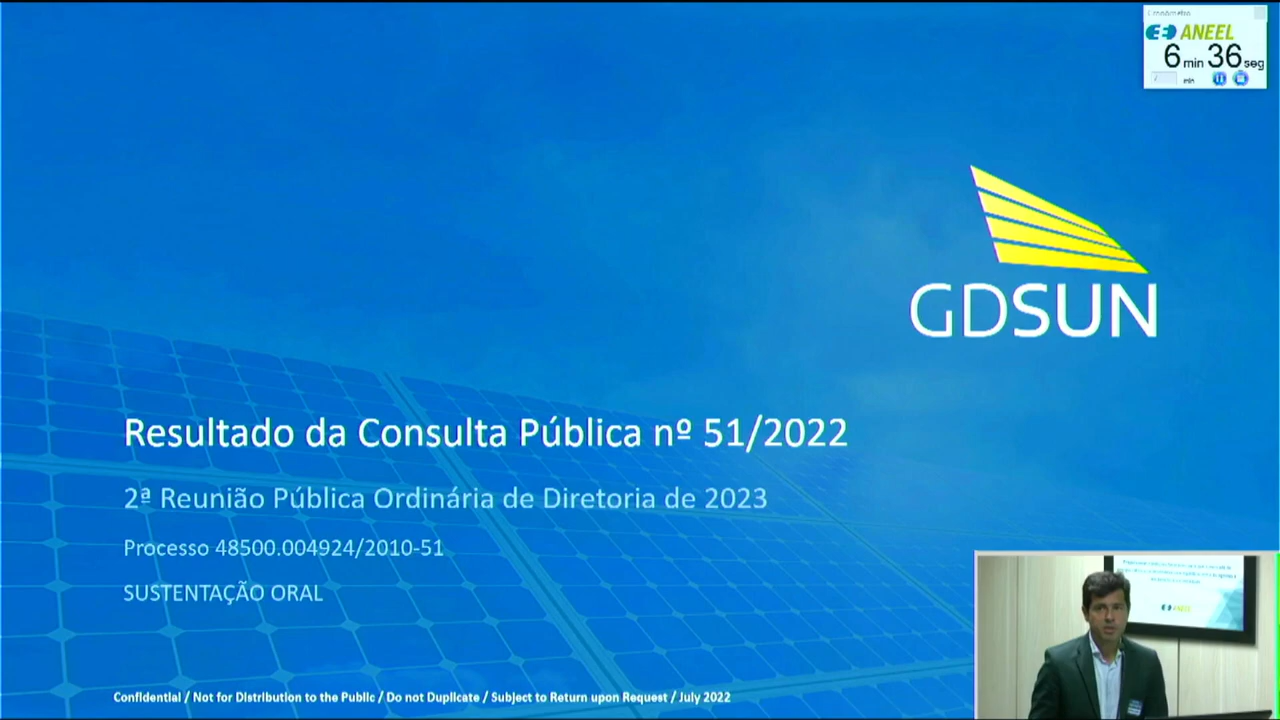 ANEEL
6 min 36 seg
min
GDSUN
Resultado da Consulta Pública nº 51/2022
2ª Reunião Pública Ordinária de Diretoria de 2023
Processo 48500.004924/2010-51
SUSTENTAÇÃO ORAL
ANEEL
Confidential / Not for Distribution to the Public / Do not Duplicate / Subject to Return upon Request / July 2022